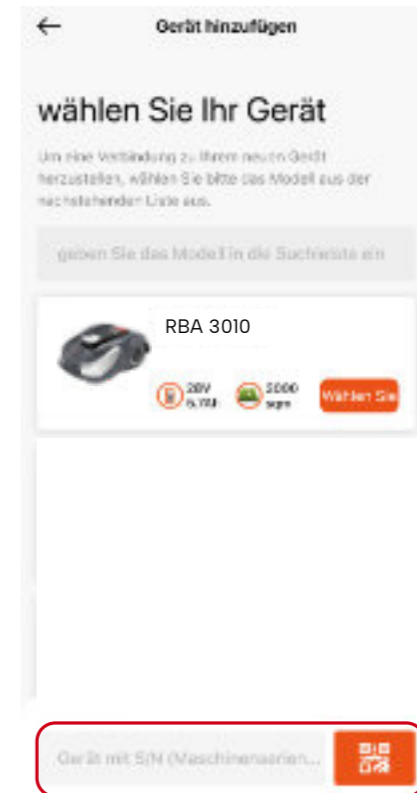 Gerät hinzufügen
wählen Sie Ihr Gerät
Um eine Verbindung zu Ihrem neuen Gerät
herzustellen, wählen Sie bitte das Modell aus der
nachstehenden Liste aus.
geben Sie das Modell in die Suchleiste ein
RBA 3010
28V
sqm
Wählen Sie
Gerät mit S/N (Maschinenserien...